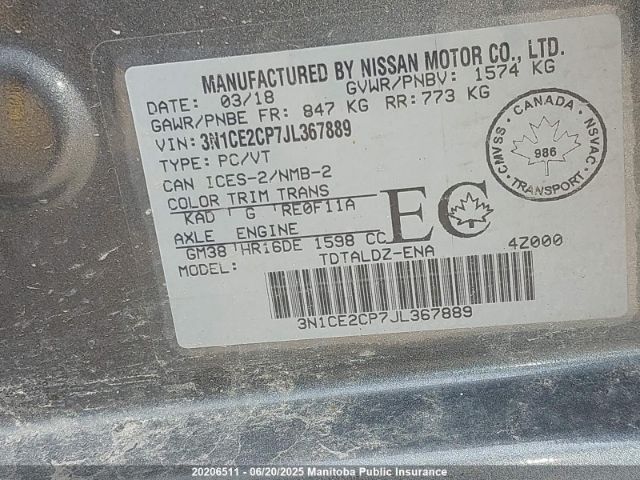 MANUFACTURED BY NISSAN MOTOR CO., LTD.
DATE: 03/18 GVWR/PNBV: 1574 KG
GAWR/PNBE FR: 847 KG RR: 773 KG
VIN: 3N1CE2CP7JL367889
TYPE: PC/VT
CAN ICES-2/NMB-2
COLOR TRIM TRANS
KAD G RE0F11A
AXLE ENGINE
GM38 HR16DE 1598 CC
MODEL: TDTALDZ-ENA 4Z000
EC
CANADA
CMVSS
NSVAC
986
TRANSPORT
3N1CE2CP7JL367889
20206511 - 06/20/2025 Manitoba Public Insurance